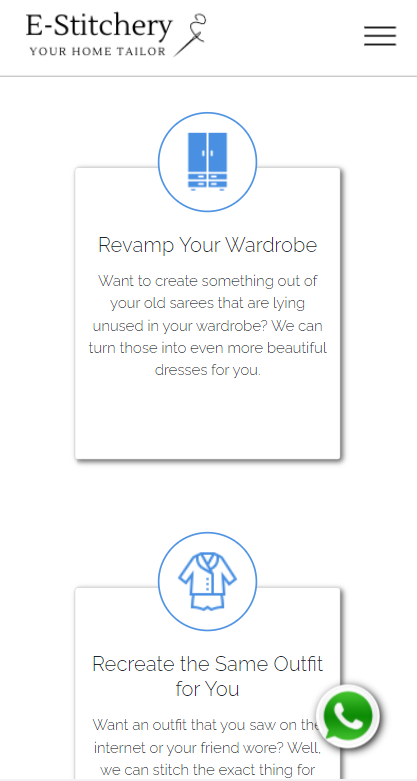 E-Stitchery
YOUR HOME TAILOR
Revamp Your Wardrobe
Want to create something out of
your old sarees that are lying
unused in your wardrobe? We can
turn those into even more beautiful
dresses for you.
Recreate the Same Outfit
for You
Want an outfit that you saw on the
internet or your friend wore? Well,
we can stitch the exact thing for